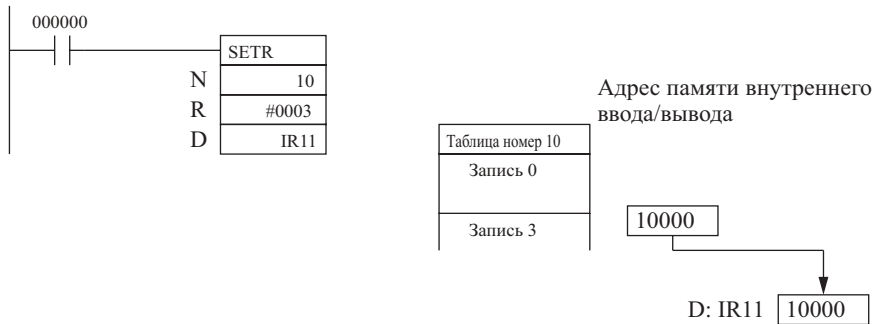 000000
SETR
N 10
R #0003
D IR11
Адрес памяти внутреннего
ввода/вывода
Таблица номер 10
Запись 0
Запись 3
10000
D: IR11 10000